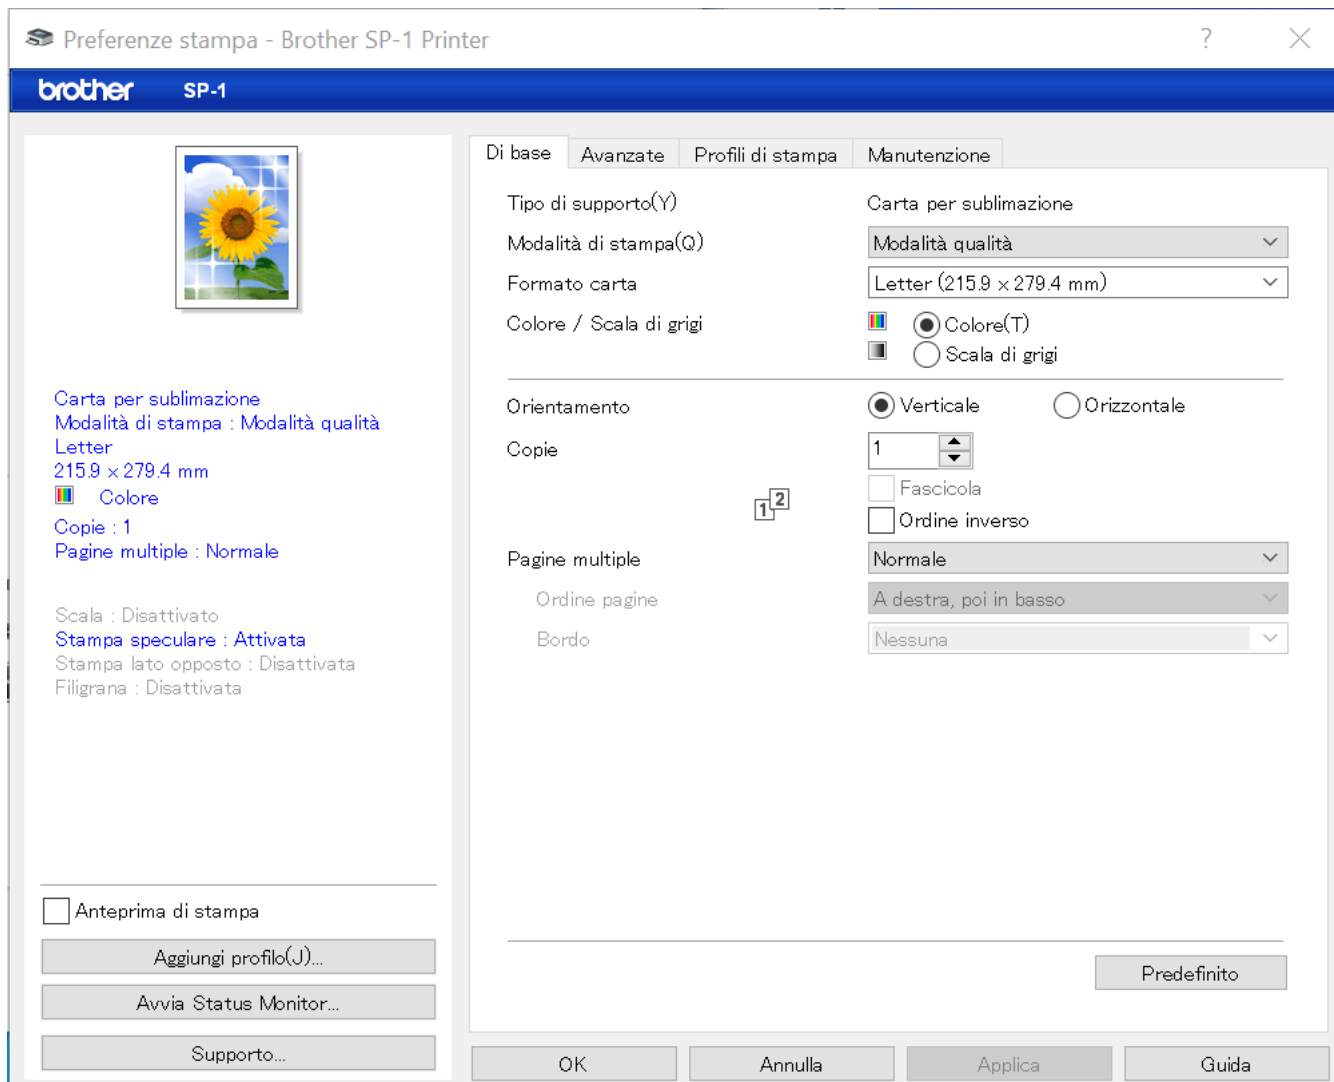 Preferenze stampa - Brother SP-1 Printer
brother SP-1
Carta per sublimazione
Modalità di stampa : Modalità qualità
Letter
215.9 × 279.4 mm
Colore
Copie : 1
Pagine multiple : Normale
Scala : Disattivato
Stampa speculare : Attivata
Stampa lato opposto : Disattivata
Filigrana : Disattivata
Anteprima di stampa
Aggiungi profilo(J)...
Avvia Status Monitor...
Supporto...
Di base Avanzate Profili di stampa Manutenzione
Tipo di supporto(Y) Carta per sublimazione
Modalità di stampa(Q) Modalità qualità
Formato carta Letter (215.9 × 279.4 mm)
Colore / Scala di grigi Colore(T)
Scala di grigi
Orientamento Verticale Orizzontale
Copie 1
Fascicola
12
Ordine inverso
Pagine multiple Normale
Ordine pagine A destra, poi in basso
Bordo Nessuna
Predefinito
OK Annulla Applica Guida